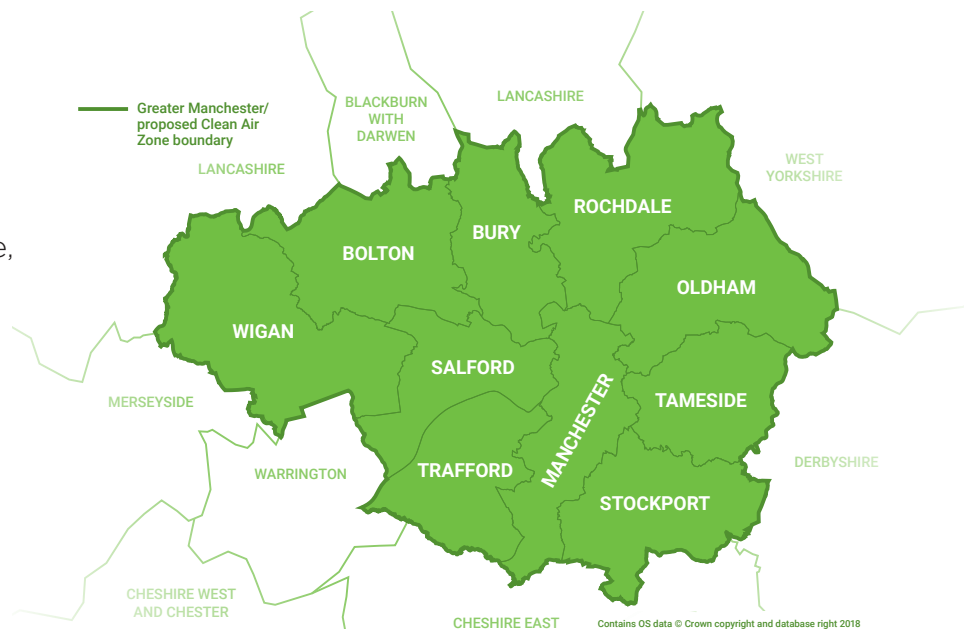 Greater Manchester/
proposed Clean Air
Zone boundary
LANCASHIRE
BLACKBURN
WITH
DARWEN
LANCASHIRE
WEST
YORKSHIRE
e,
ROCHDALE
BURY
BOLTON
OLDHAM
WIGAN
SALFORD
MANCHESTER
TAMESIDE
MERSEYSIDE
WARRINGTON
TRAFFORD
DERBYSHIRE
STOCKPORT
CHESHIRE WEST
AND CHESTER
CHESHIRE EAST
Contains OS data © Crown copyright and database right 2018